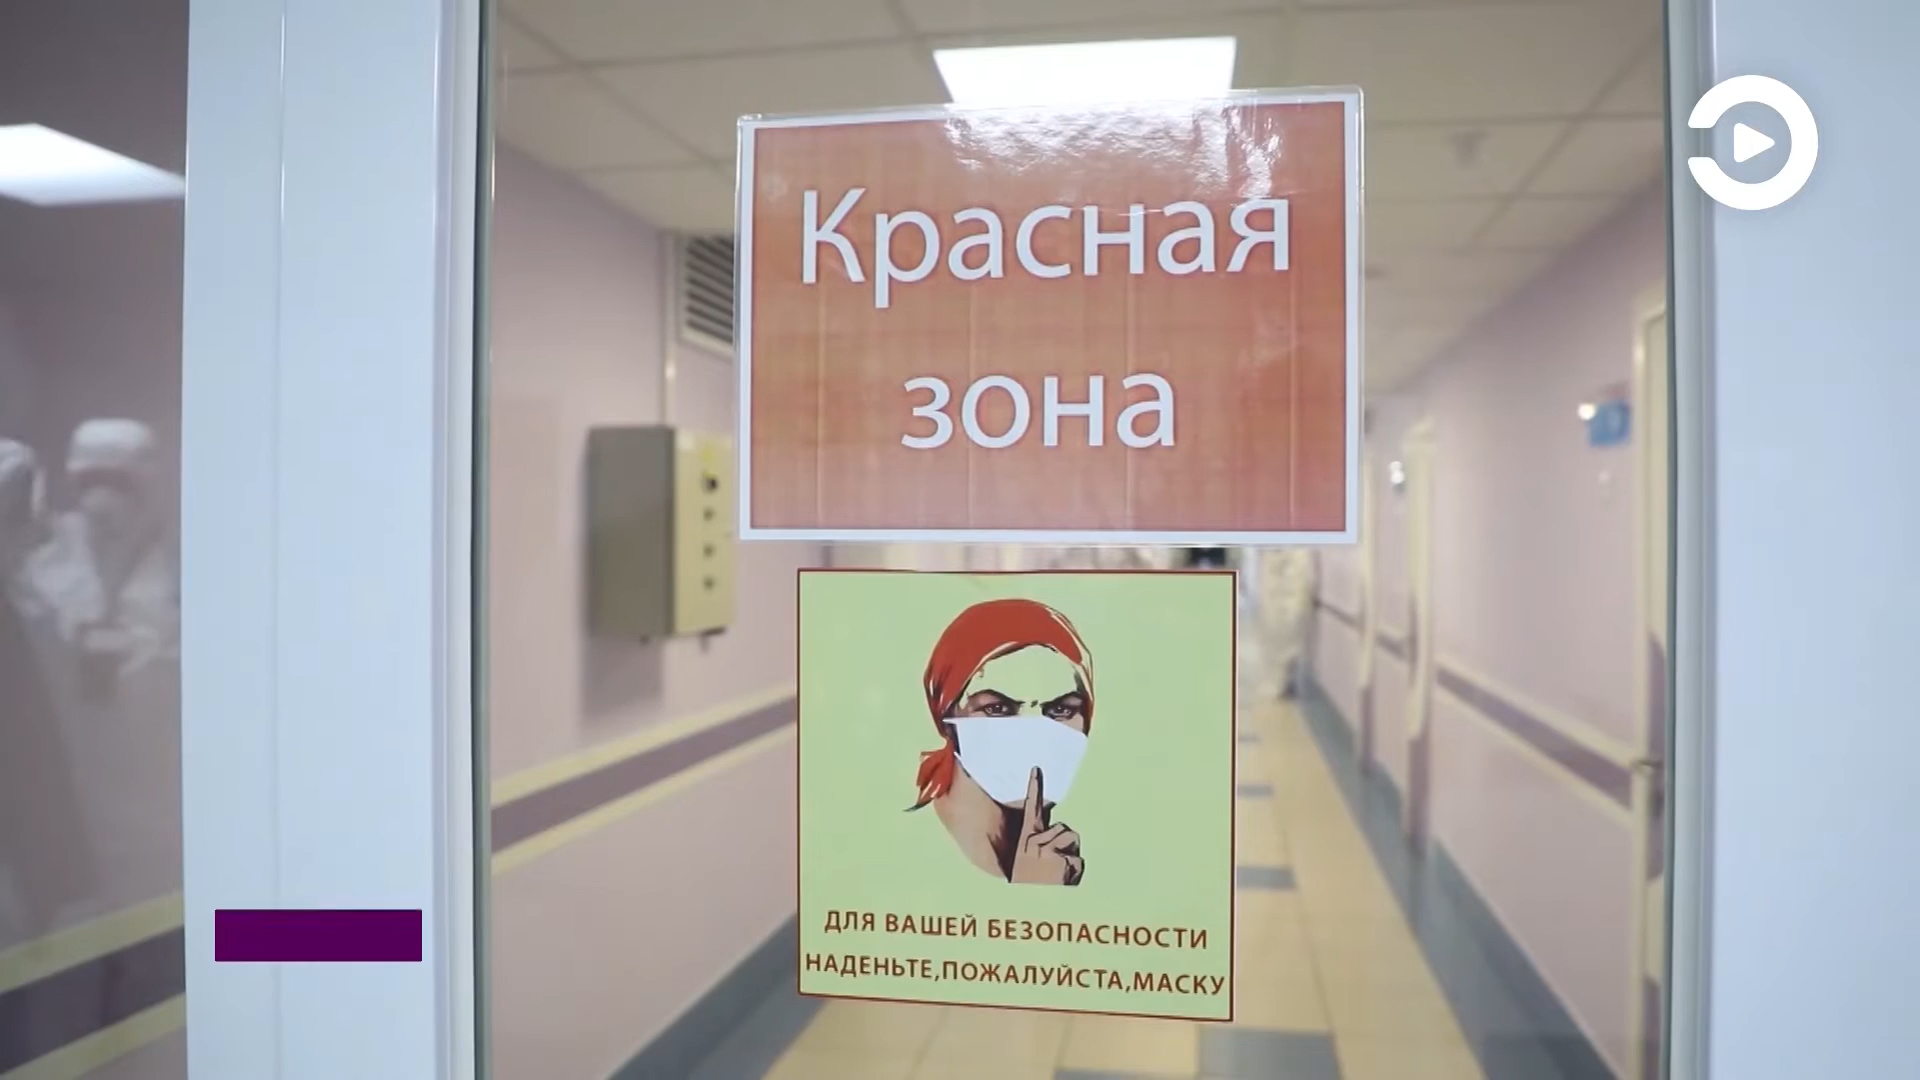 Красная
зона
ДЛЯ ВАШЕЙ БЕЗОПАСНОСТИ
НАДЕНЬТЕ,ПОЖАЛУЙСТА,МАСКУ